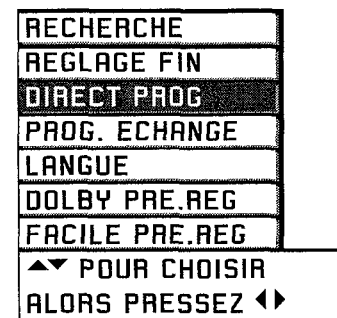 RECHERCHE
REGLAGE FIN
DIRECT PROG
PROG. ECHANGE
LANGUE
DOLBY PRE.REG
FACILE PRE.REG
▲▼ POUR CHOISIR
ALORS PRESSEZ ◀▶